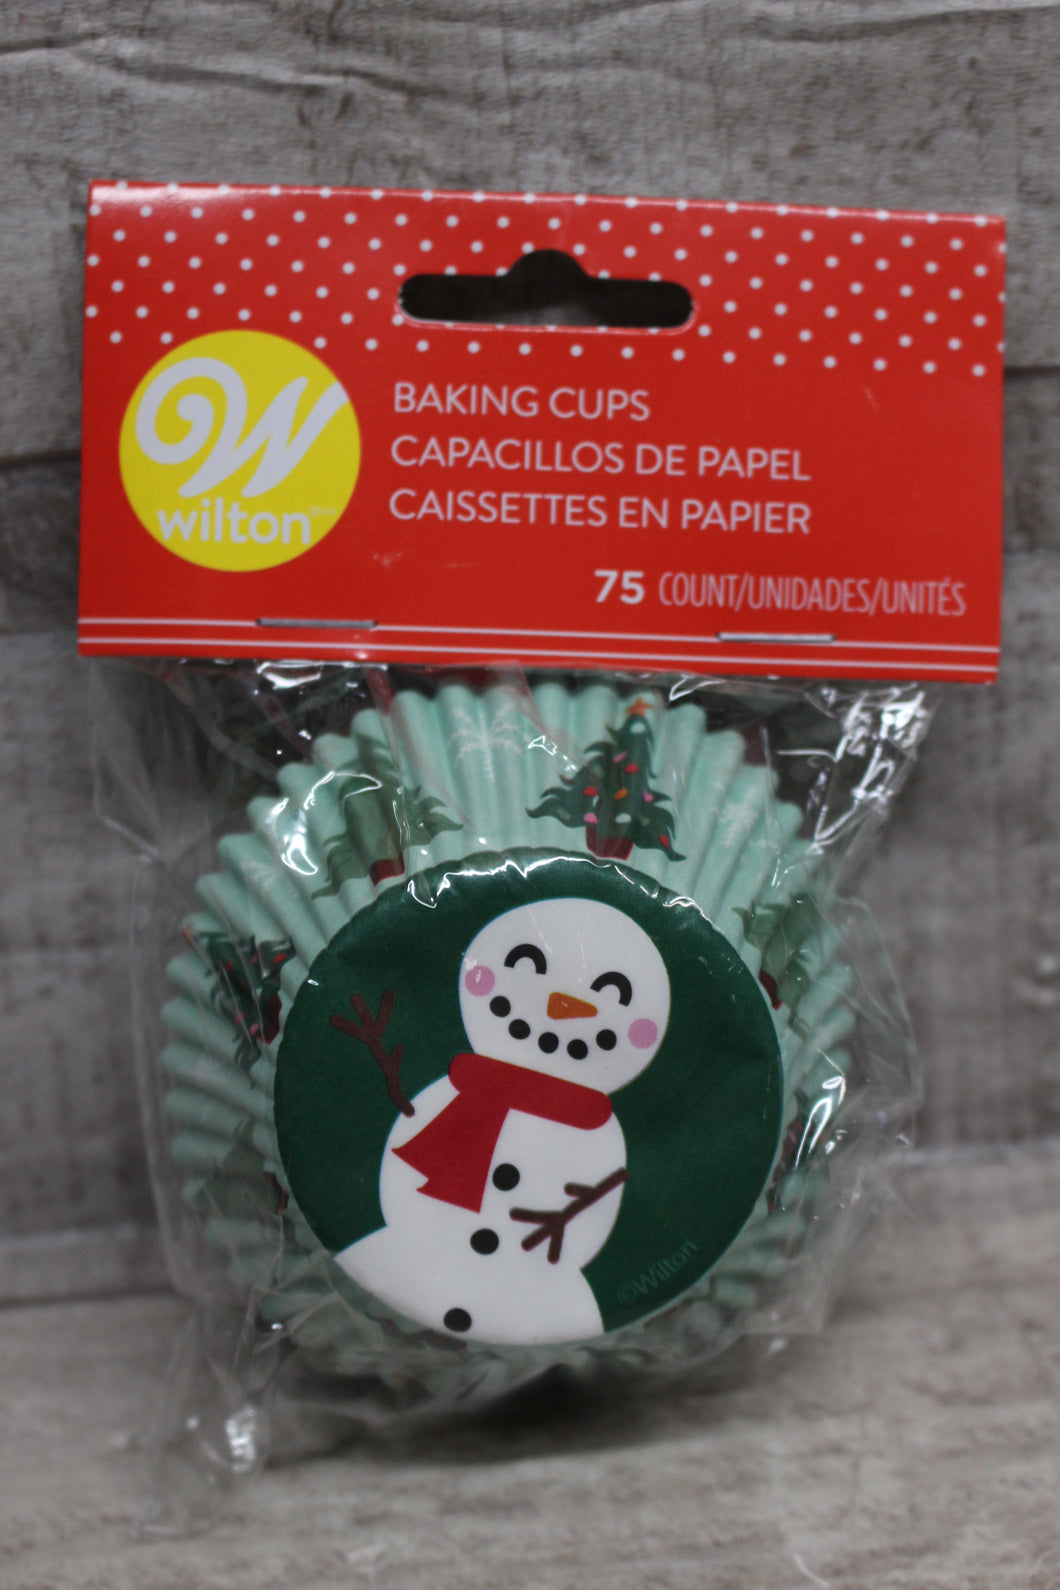 BAKING CUPS
CAPACILLOS DE PAPEL
CAISSETTES EN PAPIER
W
wilton
75 COUNT/UNIDADES/UNITÉS
©Wilton